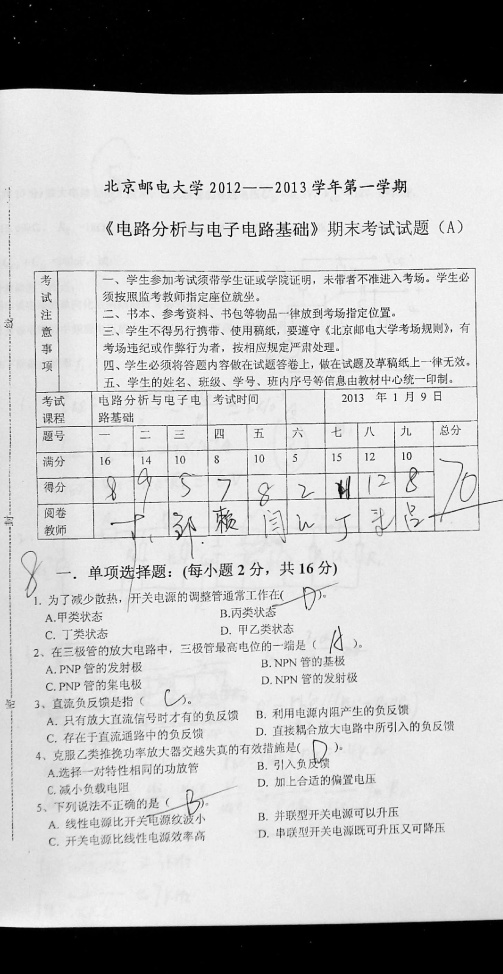 北京邮电大学 2012——2013 学年第一学期
《电路分析与电子电路基础》期末考试试题（A）
考试注意事项
一、学生参加考试须带学生证或学院证明，未带者不准进入考场。学生必
须按照监考教师指定座位就坐。
二、书本、参考资料、书包等物品一律放到考场指定位置。
三、学生不得另行携带、使用稿纸，要遵守《北京邮电大学考场规则》，有
考场违纪或作弊行为者，按相应规定严肃处理。
四、学生必须将答题内容做在试题答卷上，做在试题及草稿纸上一律无效。
五、学生的姓名、班级、学号、班内序号等信息由教材中心统一印制。
考试课程 电路分析与电子电路基础 考试时间 2013 年 1 月 9 日
题号 一 二 三 四 五 六 七 八 九 总分
满分 16 14 10 8 10 5 15 12 10
得分 8 9 5 7 8 2 11 12 8 70
阅卷教师 郭 赖 闫 丁 吕
8 一．单项选择题：(每小题 2 分，共 16 分)
1. 为了减少散热，开关电源的调整管通常工作在( D )。
A.甲类状态 B.丙类状态
C. 丁类状态 D. 甲乙类状态
2、在三极管的放大电路中，三极管最高电位的一端是（ A ）。
A. PNP 管的发射极 B. NPN 管的基极
C. PNP 管的集电极 D. NPN 管的发射极
3、直流负反馈是指（ C ）。
A. 只有放大直流信号时才有的负反馈 B. 利用电源内阻产生的负反馈
C. 存在于直流通路中的负反馈 D. 直接耦合放大电路中所引入的负反馈
4、克服乙类推挽功率放大器交越失真的有效措施是( D )。
A.选择一对特性相同的功放管 B. 引入负反馈
C. 减小负载电阻 D. 加上合适的偏置电压
5、下列说法不正确的是（ B ）。
A. 线性电源比开关电源纹波小 B. 并联型开关电源可以升压
C. 开关电源比线性电源效率高 D. 串联型开关电源既可升压又可降压